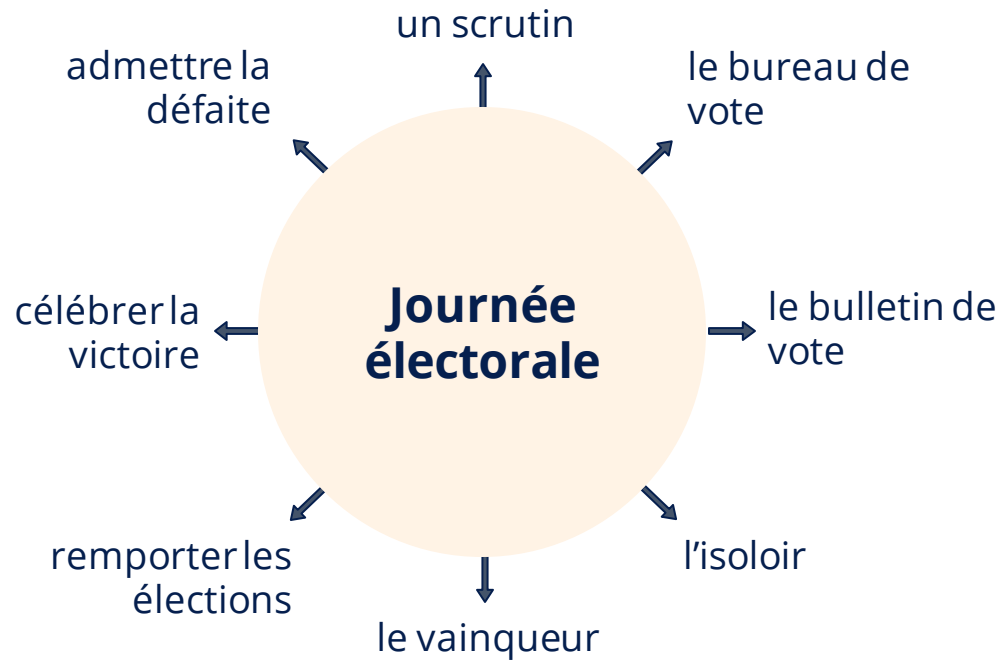 un scrutin
le bureau de
vote
le bulletin de
vote
l’isoloir
le vainqueur
remporter les
élections
célébrer la
victoire
admettre la
défaite
Journée
électorale